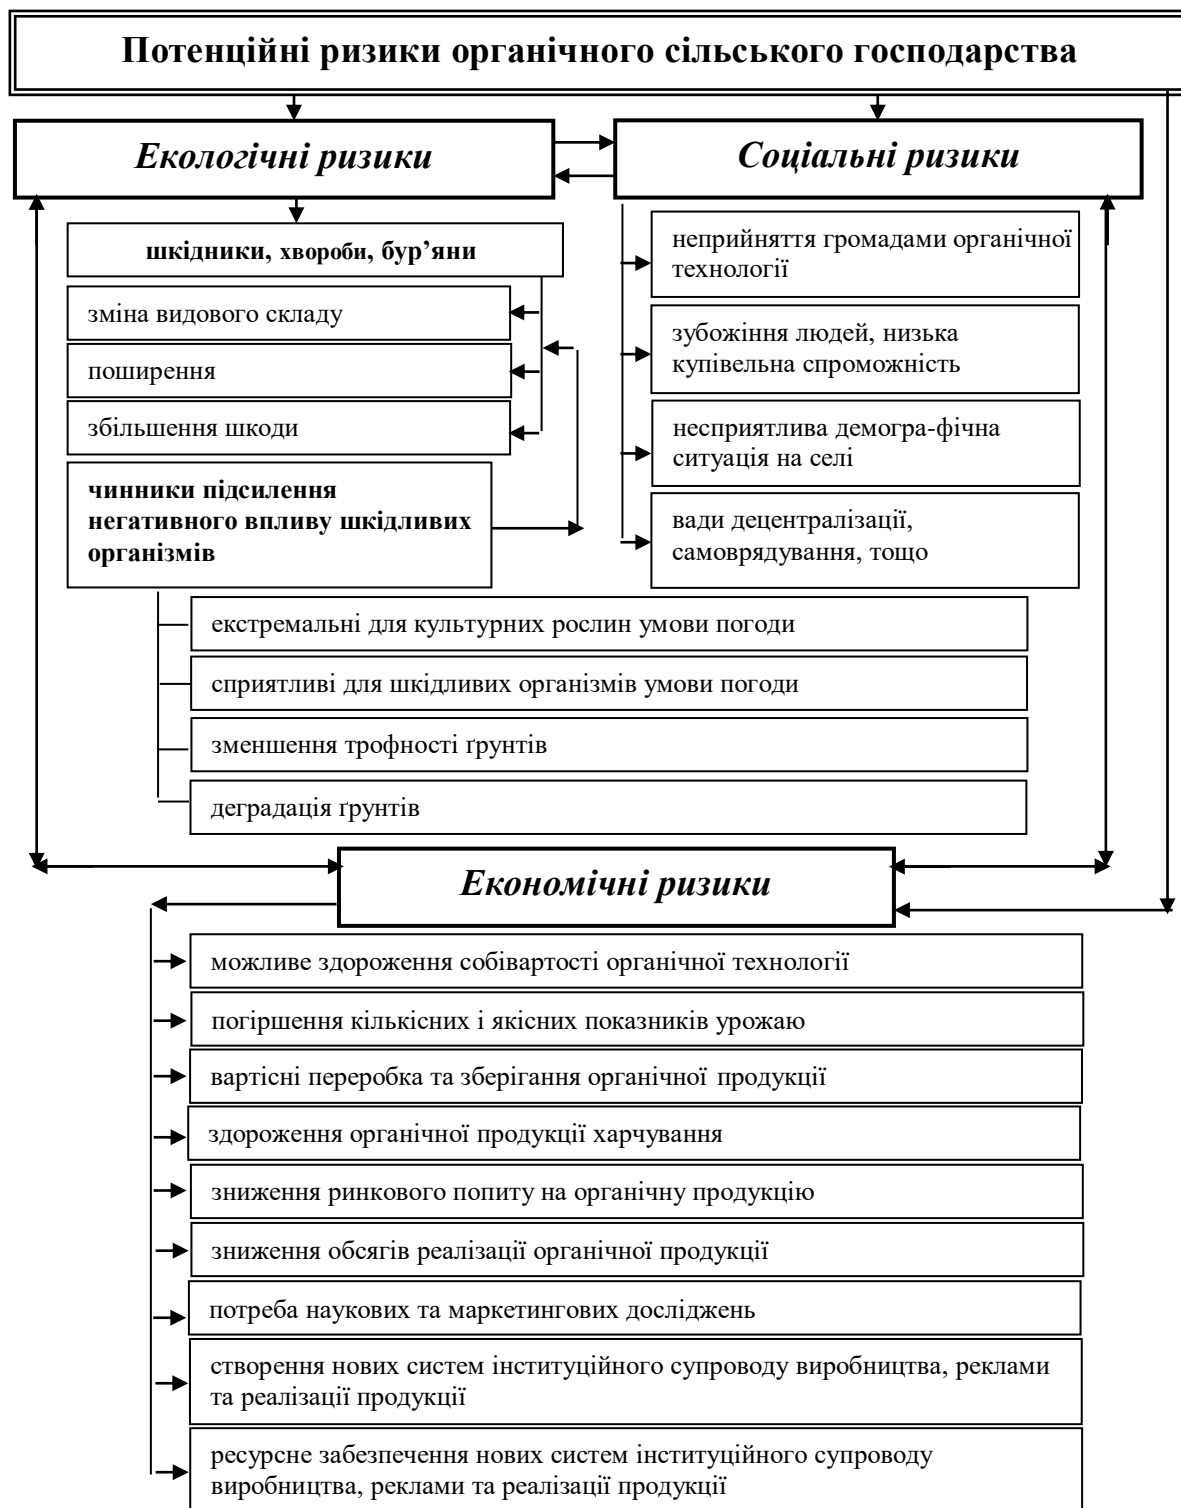 Потенційні ризики органічного сільського господарства
Екологічні ризики
Соціальні ризики
шкідники, хвороби, бур’яни
зміна видового складу
поширення
збільшення шкоди
чинники підсилення
негативного впливу шкідливих
організмів
неприйняття громадами органічної
технології
зубожіння людей, низька
купівельна спроможність
несприятлива демогра-фічна
ситуація на селі
вади децентралізації,
самоврядування, тощо
екстремальні для культурних рослин умови погоди
сприятливі для шкідливих організмів умови погоди
зменшення трофності ґрунтів
деградація ґрунтів
Економічні ризики
можливе здороження собівартості органічної технології
погіршення кількісних і якісних показників урожаю
вартісні переробка та зберігання органічної продукції
здороження органічної продукції харчування
зниження ринкового попиту на органічну продукцію
зниження обсягів реалізації органічної продукції
потреба наукових та маркетингових досліджень
створення нових систем інституційного супроводу виробництва, реклами
та реалізації продукції
ресурсне забезпечення нових систем інституційного супроводу
виробництва, реклами та реалізації продукції